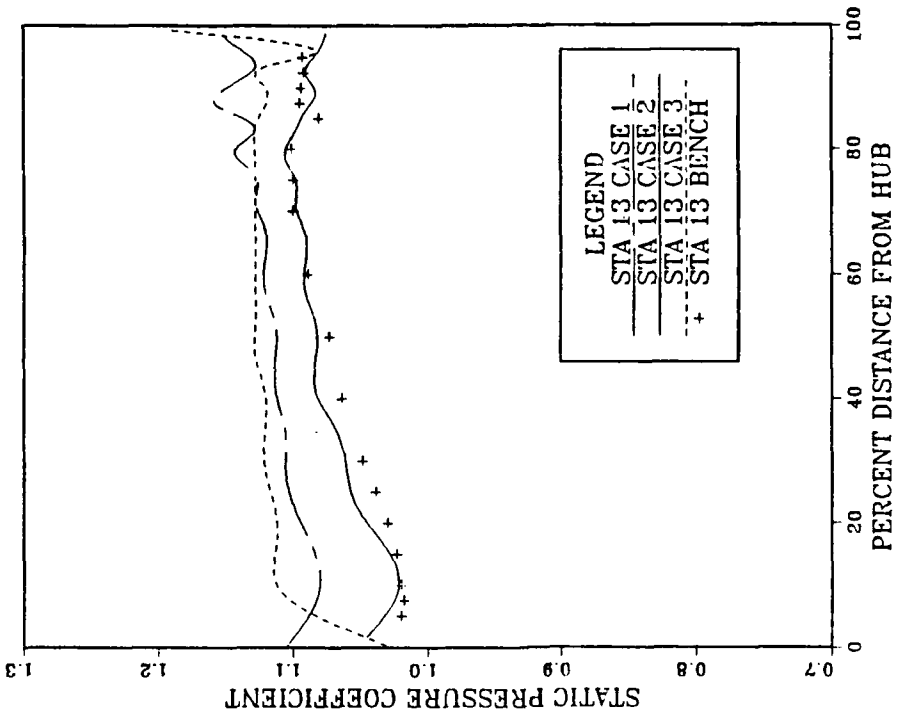 STATIC PRESSURE COEFFICIENT
1.3
1.2
1.1
1.0
0.9
0.8
0.7
0
20
40
60
80
100
PERCENT DISTANCE FROM HUB
LEGEND
STA 13 CASE 1
STA 13 CASE 2
STA 13 CASE 3
STA 13 BENCH